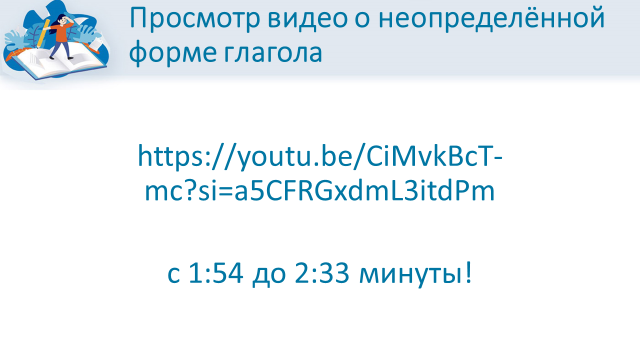 Просмотр видео о неопределённой
форме глагола
https://youtu.be/CiMvkBcT-
mc?si=a5CFRGxdmL3itdPm
с 1:54 до 2:33 минуты!